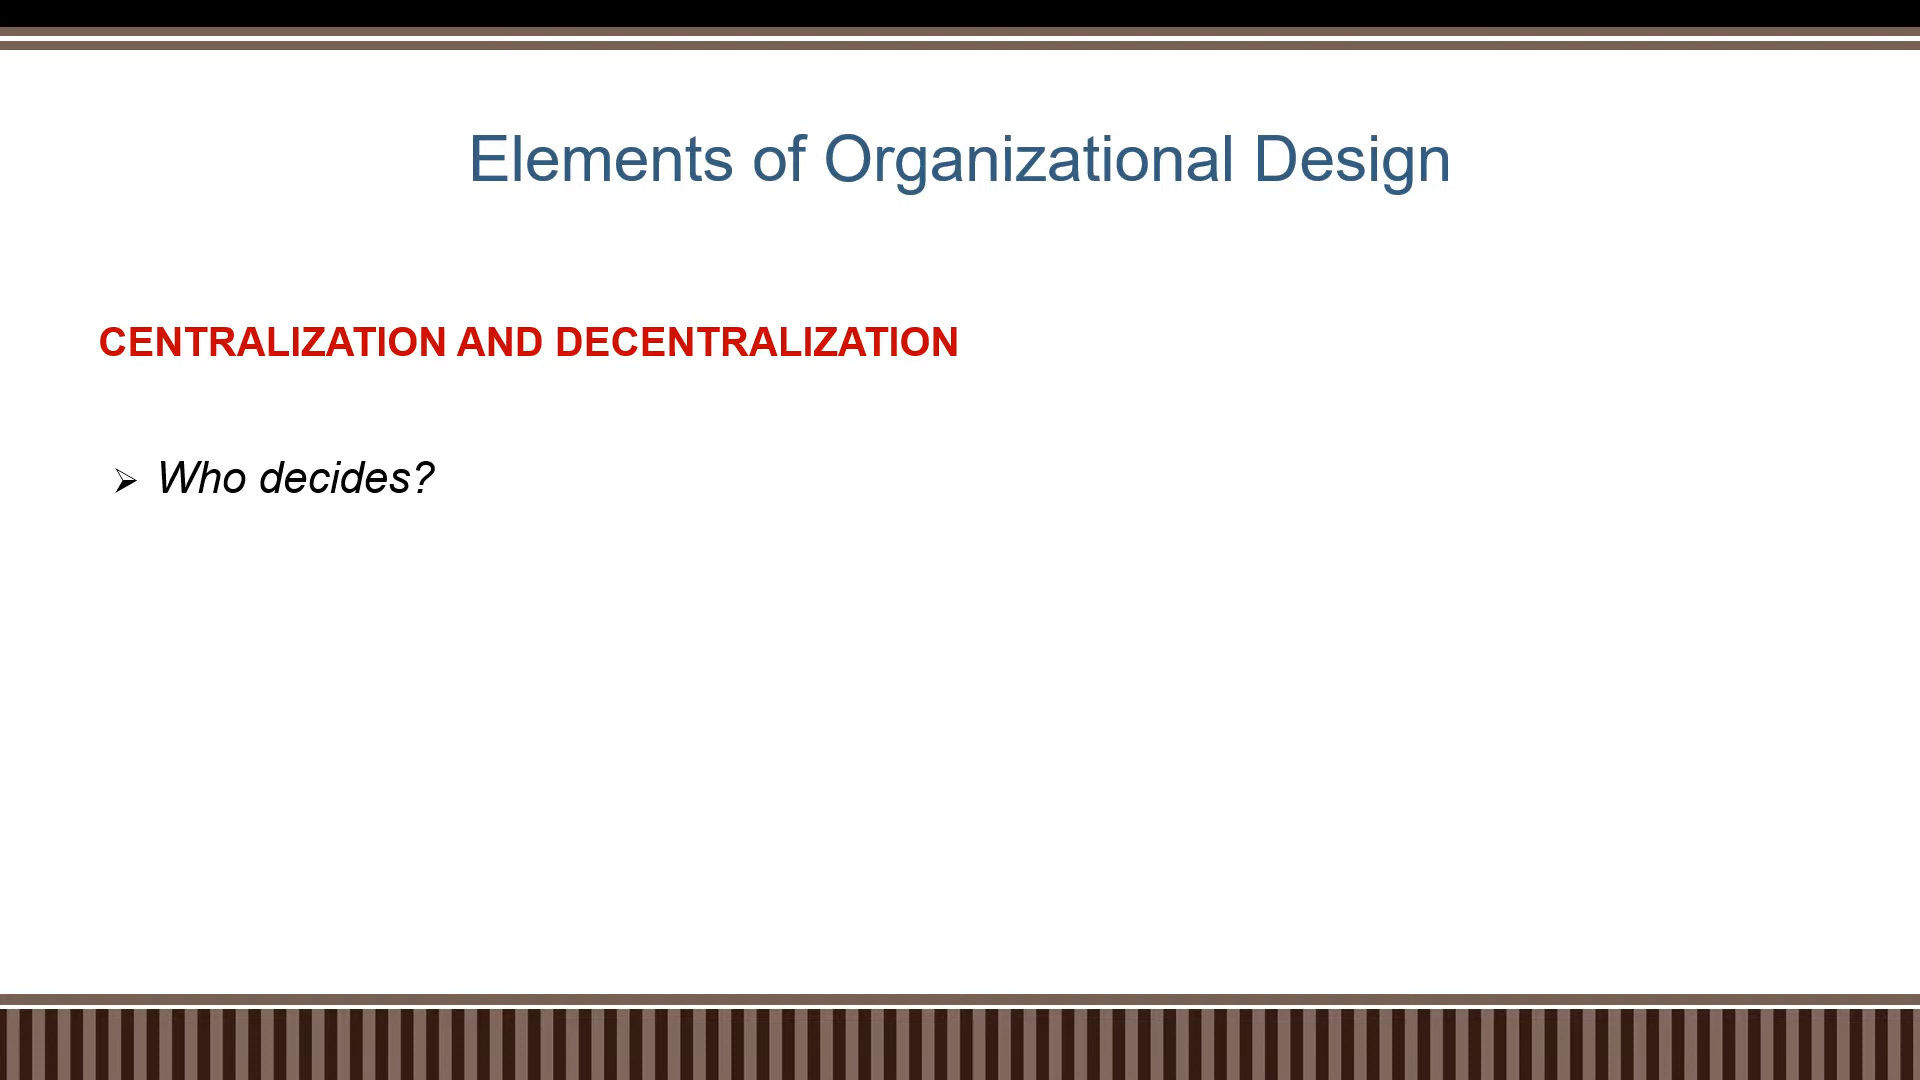 Elements of Organizational Design
CENTRALIZATION AND DECENTRALIZATION
➢ Who decides?